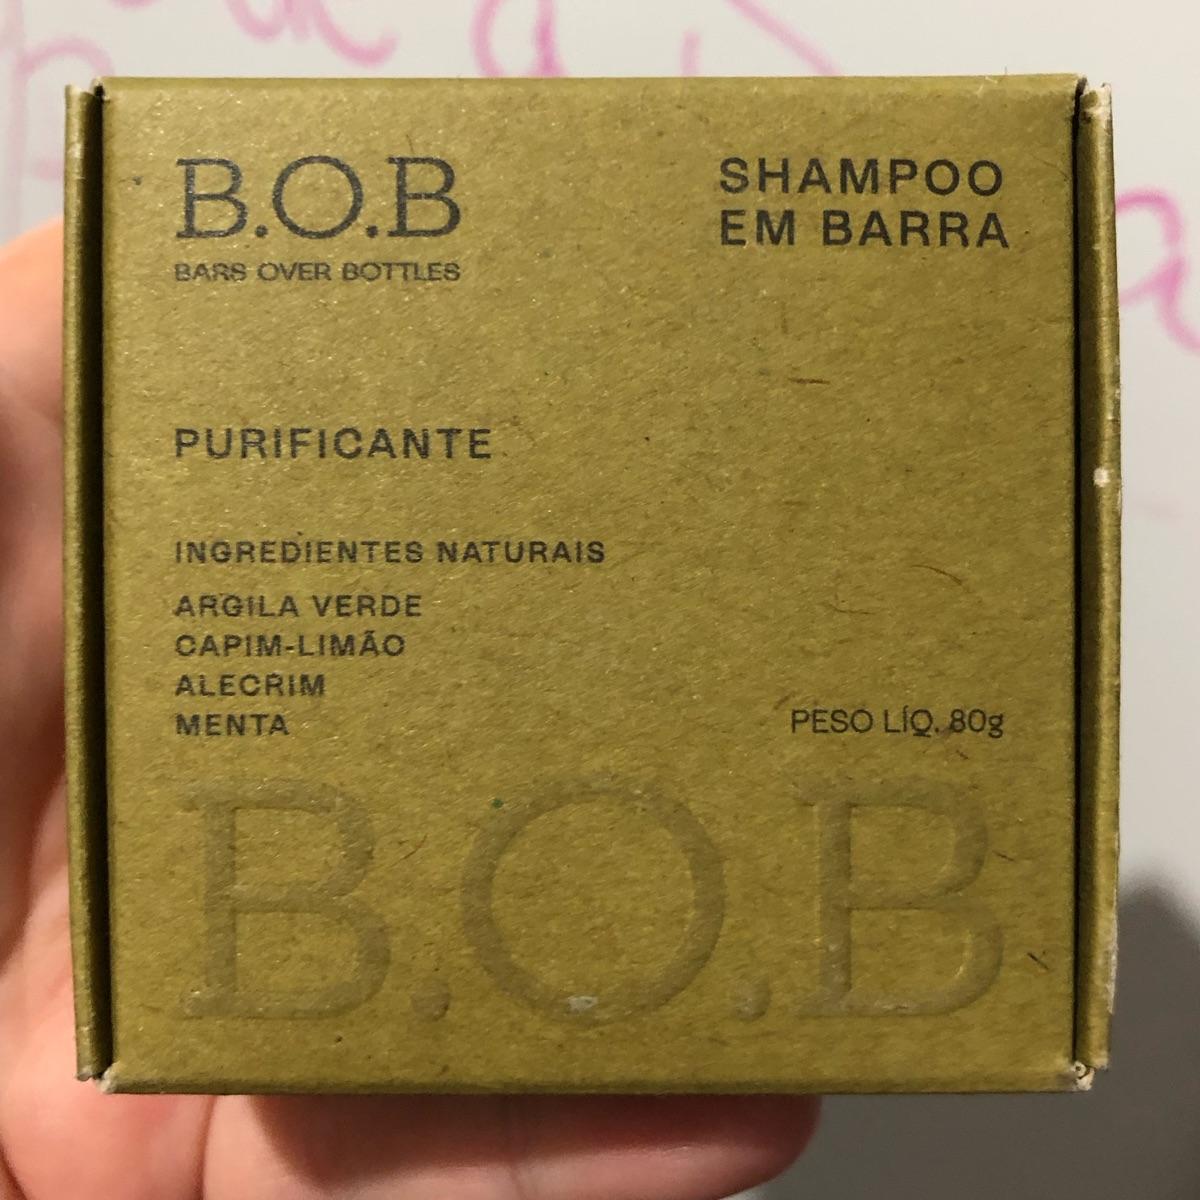 B.O.B
BARS OVER BOTTLES
SHAMPOO
EM BARRA
PURIFICANTE
INGREDIENTES NATURAIS
ARGILA VERDE
CAPIM-LIMÃO
ALECRIM
MENTA
PESO LÍQ. 80g
B.O.B